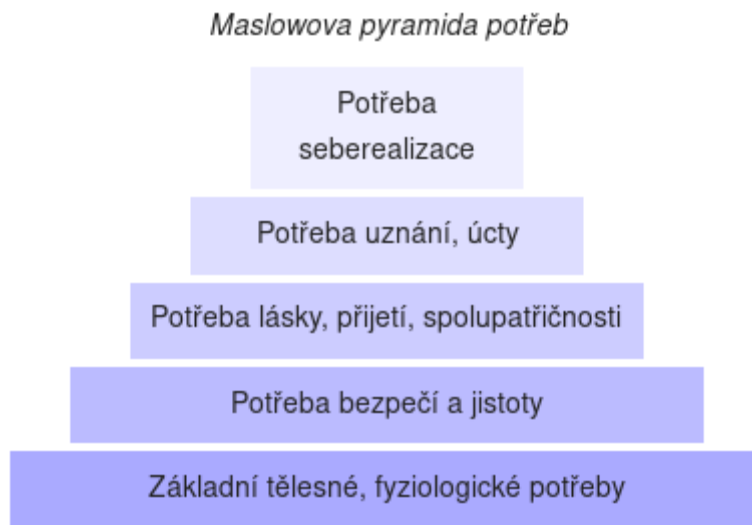 Maslowova pyramida potřeb
Potřeba
seberealizace
Potřeba uznání, úcty
Potřeba lásky, přijetí, spolupatřičnosti
Potřeba bezpečí a jistoty
Základní tělesné, fyziologické potřeby